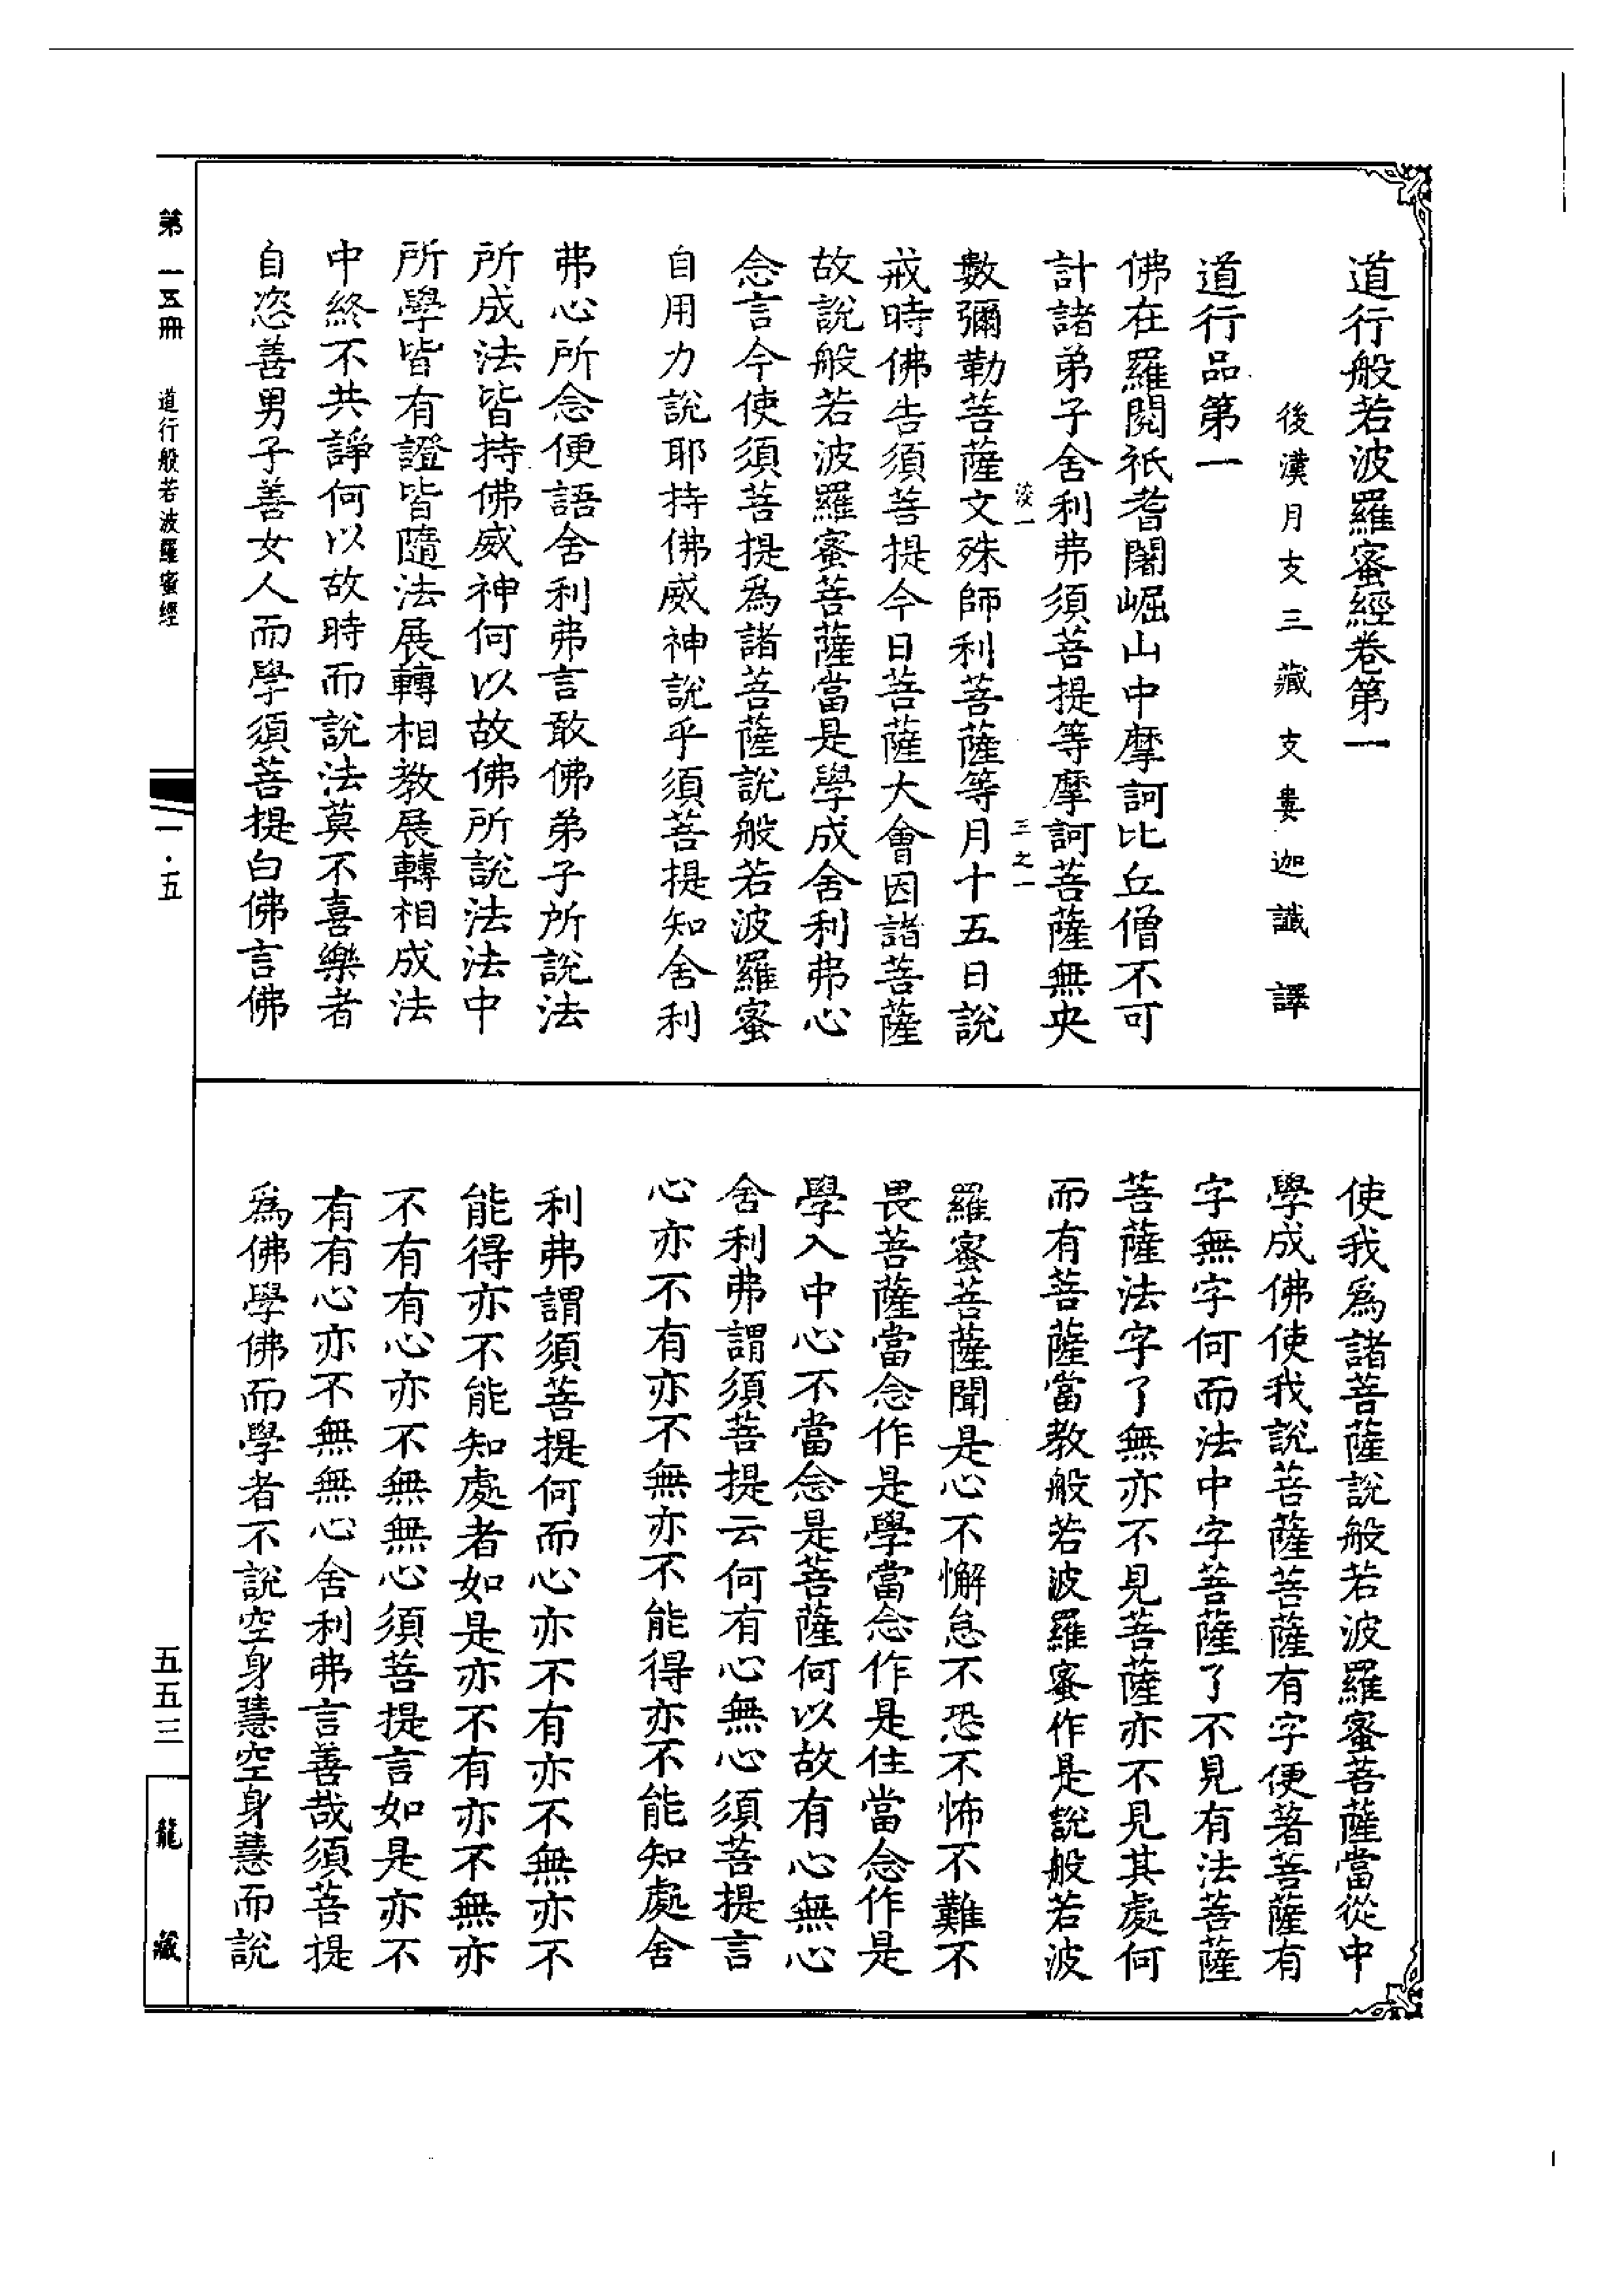 道行般若波羅蜜經卷第一
後漢月支三藏支婁迦讖譯
道行品第一
佛在羅閱祇耆闍崛山中摩訶比丘僧不可
計諸弟子舍利弗須菩提等摩訶菩薩無央
淡一 三之一
數彌勒菩薩文殊師利菩薩等月十五日說
戒時佛告須菩提今日菩薩大會因諸菩薩
故說般若波羅蜜菩薩當是學成舍利弗心
念言今使須菩提為諸菩薩說般若波羅蜜
自用力說耶持佛威神說乎須菩提知舍利
弗心所念便語舍利弗言敢佛弟子所說法
所成法皆持佛威神何以故佛所說法法中
所學皆有證皆隨法展轉相教展轉相成法
中終不共諍何以故時而說法莫不喜樂者
自恣善男子善女人而學須菩提白佛言佛
使我為諸菩薩說般若波羅蜜菩薩當從中
學成佛使我說菩薩菩薩有字便著菩薩有
字無字何而法中字菩薩了不見有法菩薩
菩薩法字了無亦不見菩薩亦不見其處何
而有菩薩當教般若波羅蜜作是說般若波
羅蜜菩薩聞是心不懈怠不恐不怖不難不
畏菩薩當念作是學當念作是住當念作是
學入中心不當念是菩薩何以故有心無心
舍利弗謂須菩提云何有心無心須菩提言
心亦不有亦不無亦不能得亦不能知處舍
利弗謂須菩提何而心亦不有亦不無亦不
能得亦不能知處者如是亦不有亦不無亦
不有有心亦不無無心須菩提言如是亦不
有有心亦不無無心舍利弗言善哉須菩提
為佛學佛而學者不說空身慧空身慧而說
第一五冊 道行般若波羅蜜經
一·五
五五三
龍藏